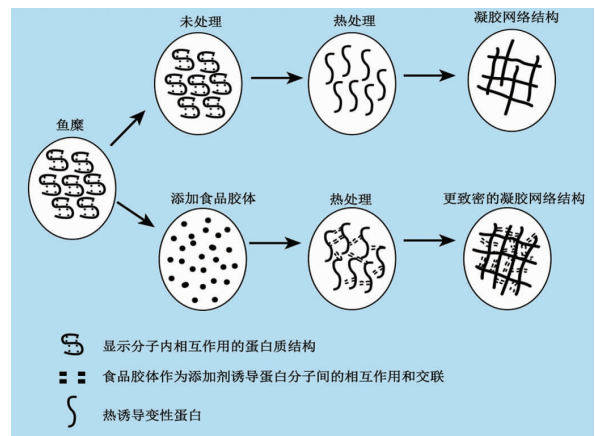 未处理
热处理
凝胶网络结构
鱼糜
添加食品胶体
热处理
更致密的凝胶网络结构
显示分子内相互作用的蛋白质结构
食品胶体作为添加剂诱导蛋白分子间的相互作用和交联
热诱导变性蛋白